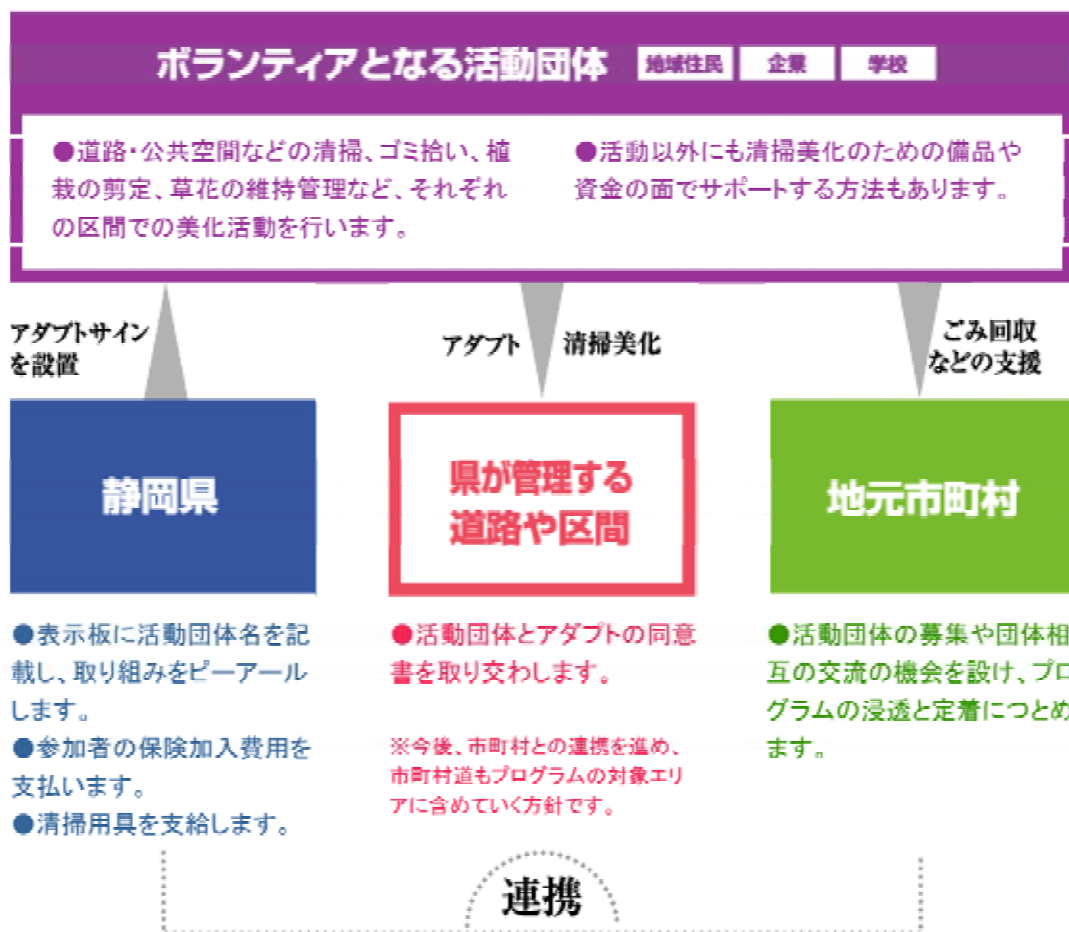 ボランティアとなる活動団体 地域住民 企業 学校
●道路・公共空間などの清掃、ゴミ拾い、植
栽の剪定、草花の維持管理など、それぞれ
の区間での美化活動を行います。
●活動以外にも清掃美化のための備品や
資金の面でサポートする方法もあります。
アダプトサイン
を設置
アダプト 清掃美化
ごみ回収
などの支援
静岡県
県が管理する
道路や区間
地元市町村
●表示板に活動団体名を記
載し、取り組みをピーアール
します。
●参加者の保険加入費用を
支払います。
●清掃用具を支給します。
●活動団体とアダプトの同意
書を取り交わします。
※今後、市町村との連携を進め、
市町村道もプログラムの対象エリ
アに含めていく方針です。
●活動団体の募集や団体相
互の交流の機会を設け、プロ
グラムの浸透と定着につとめ
ます。
連携